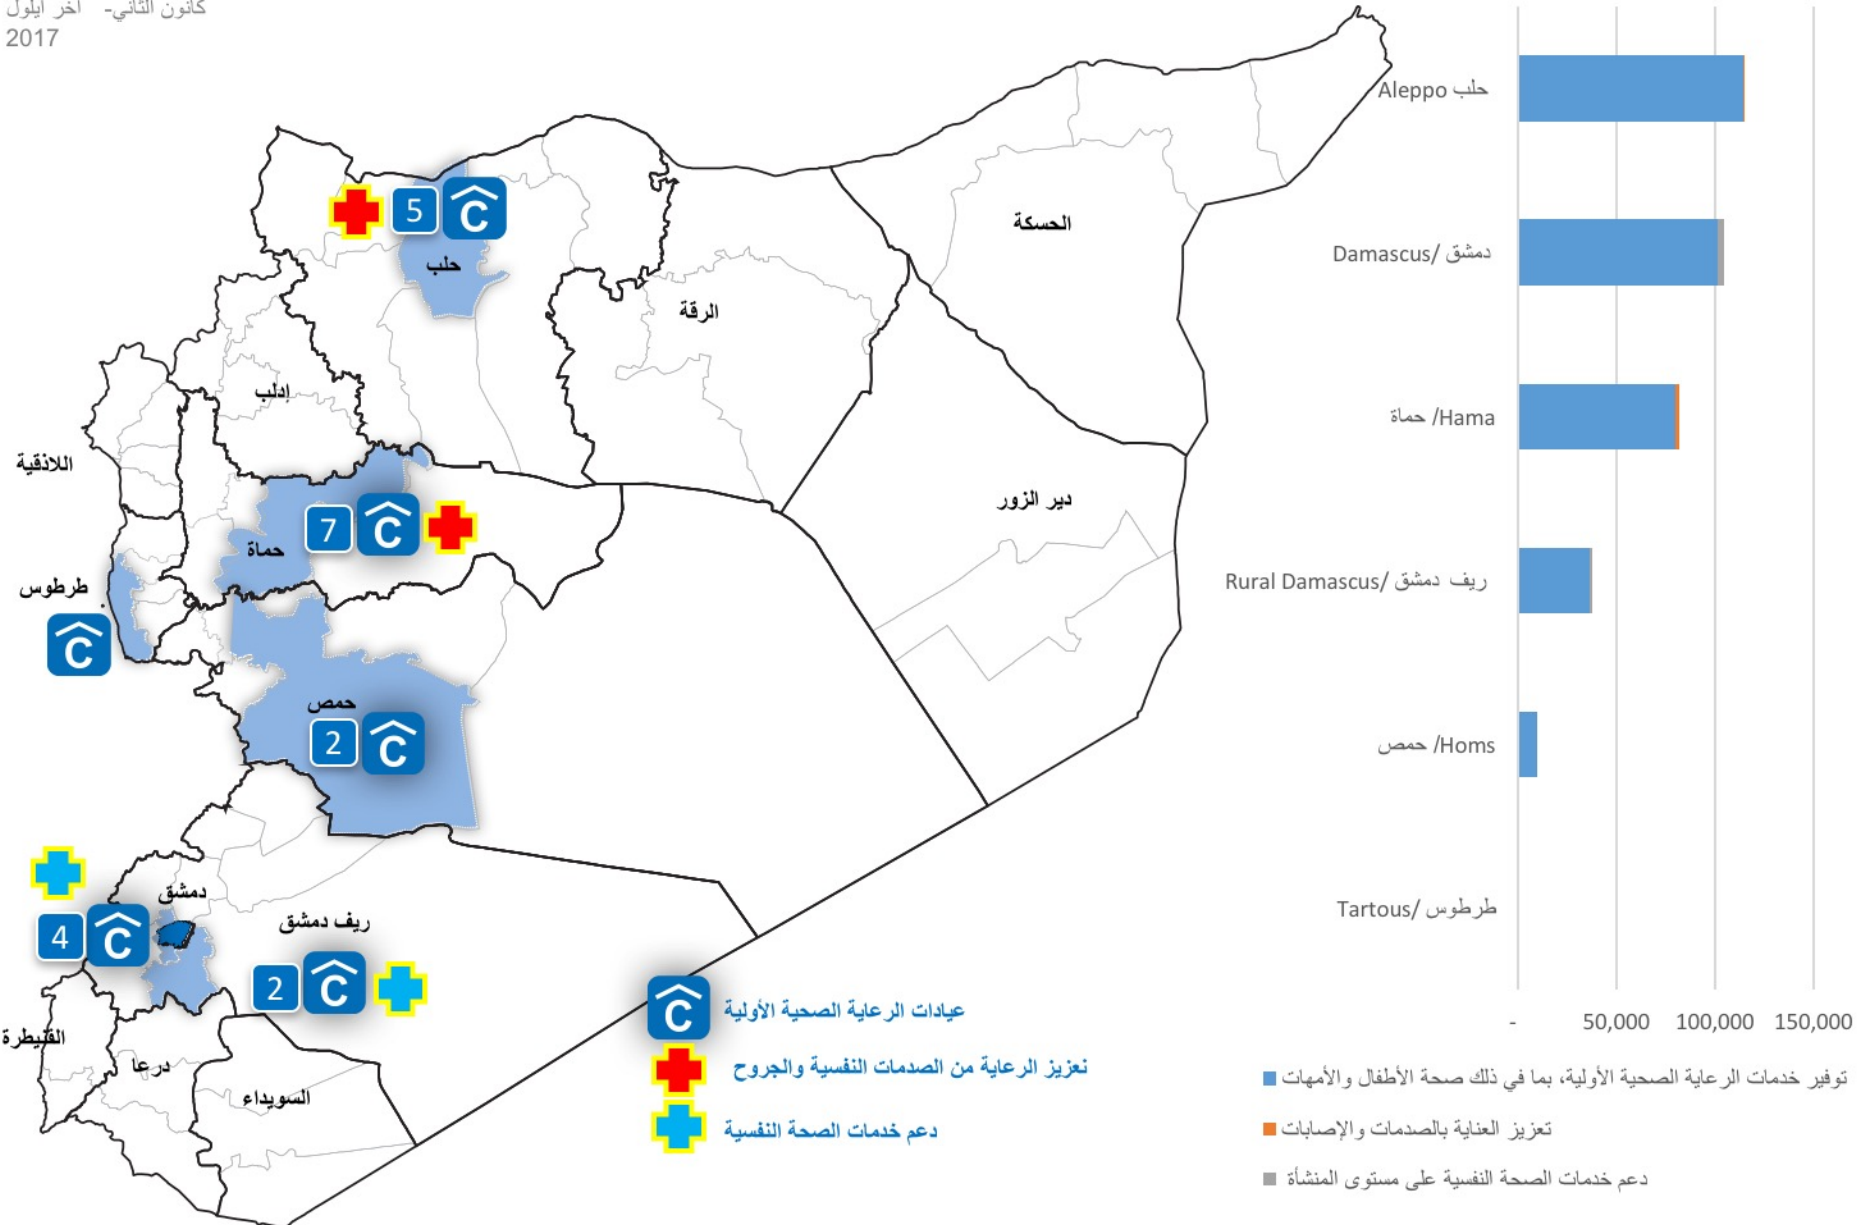 كانون الثاني- آخر أيلول
2017
5
حلب
الحسكة
الرقة
إدلب
اللاذقية
7
حماة
دير الزور
طرطوس
حمص
2
دمشق
4
ريف دمشق
2
القنيطرة
درعا
السويداء
عيادات الرعاية الصحية الأولية
نعزيز الرعاية من الصدمات النفسية والجروح
دعم خدمات الصحة النفسية
Aleppo حلب
Damascus/ دمشق
حماة /Hama
Rural Damascus/ ريف دمشق
حمص /Homs
Tartous/ طرطوس
- 50,000 100,000 150,000
توفير خدمات الرعاية الصحية الأولية، بما في ذلك صحة الأطفال والأمهات
تعزيز العناية بالصدمات والإصابات
دعم خدمات الصحة النفسية على مستوى المنشأة